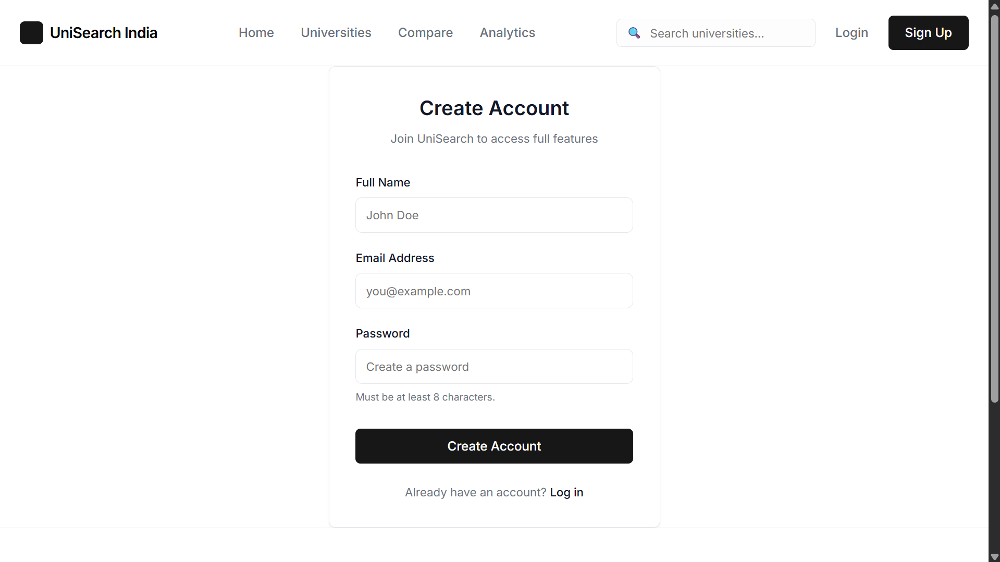 UniSearch India
Home
Universities
Compare
Analytics
Search universities...
Login
Sign Up
Create Account
Join UniSearch to access full features
Full Name
John Doe
Email Address
you@example.com
Password
Create a password
Must be at least 8 characters.
Create Account
Already have an account? Log in